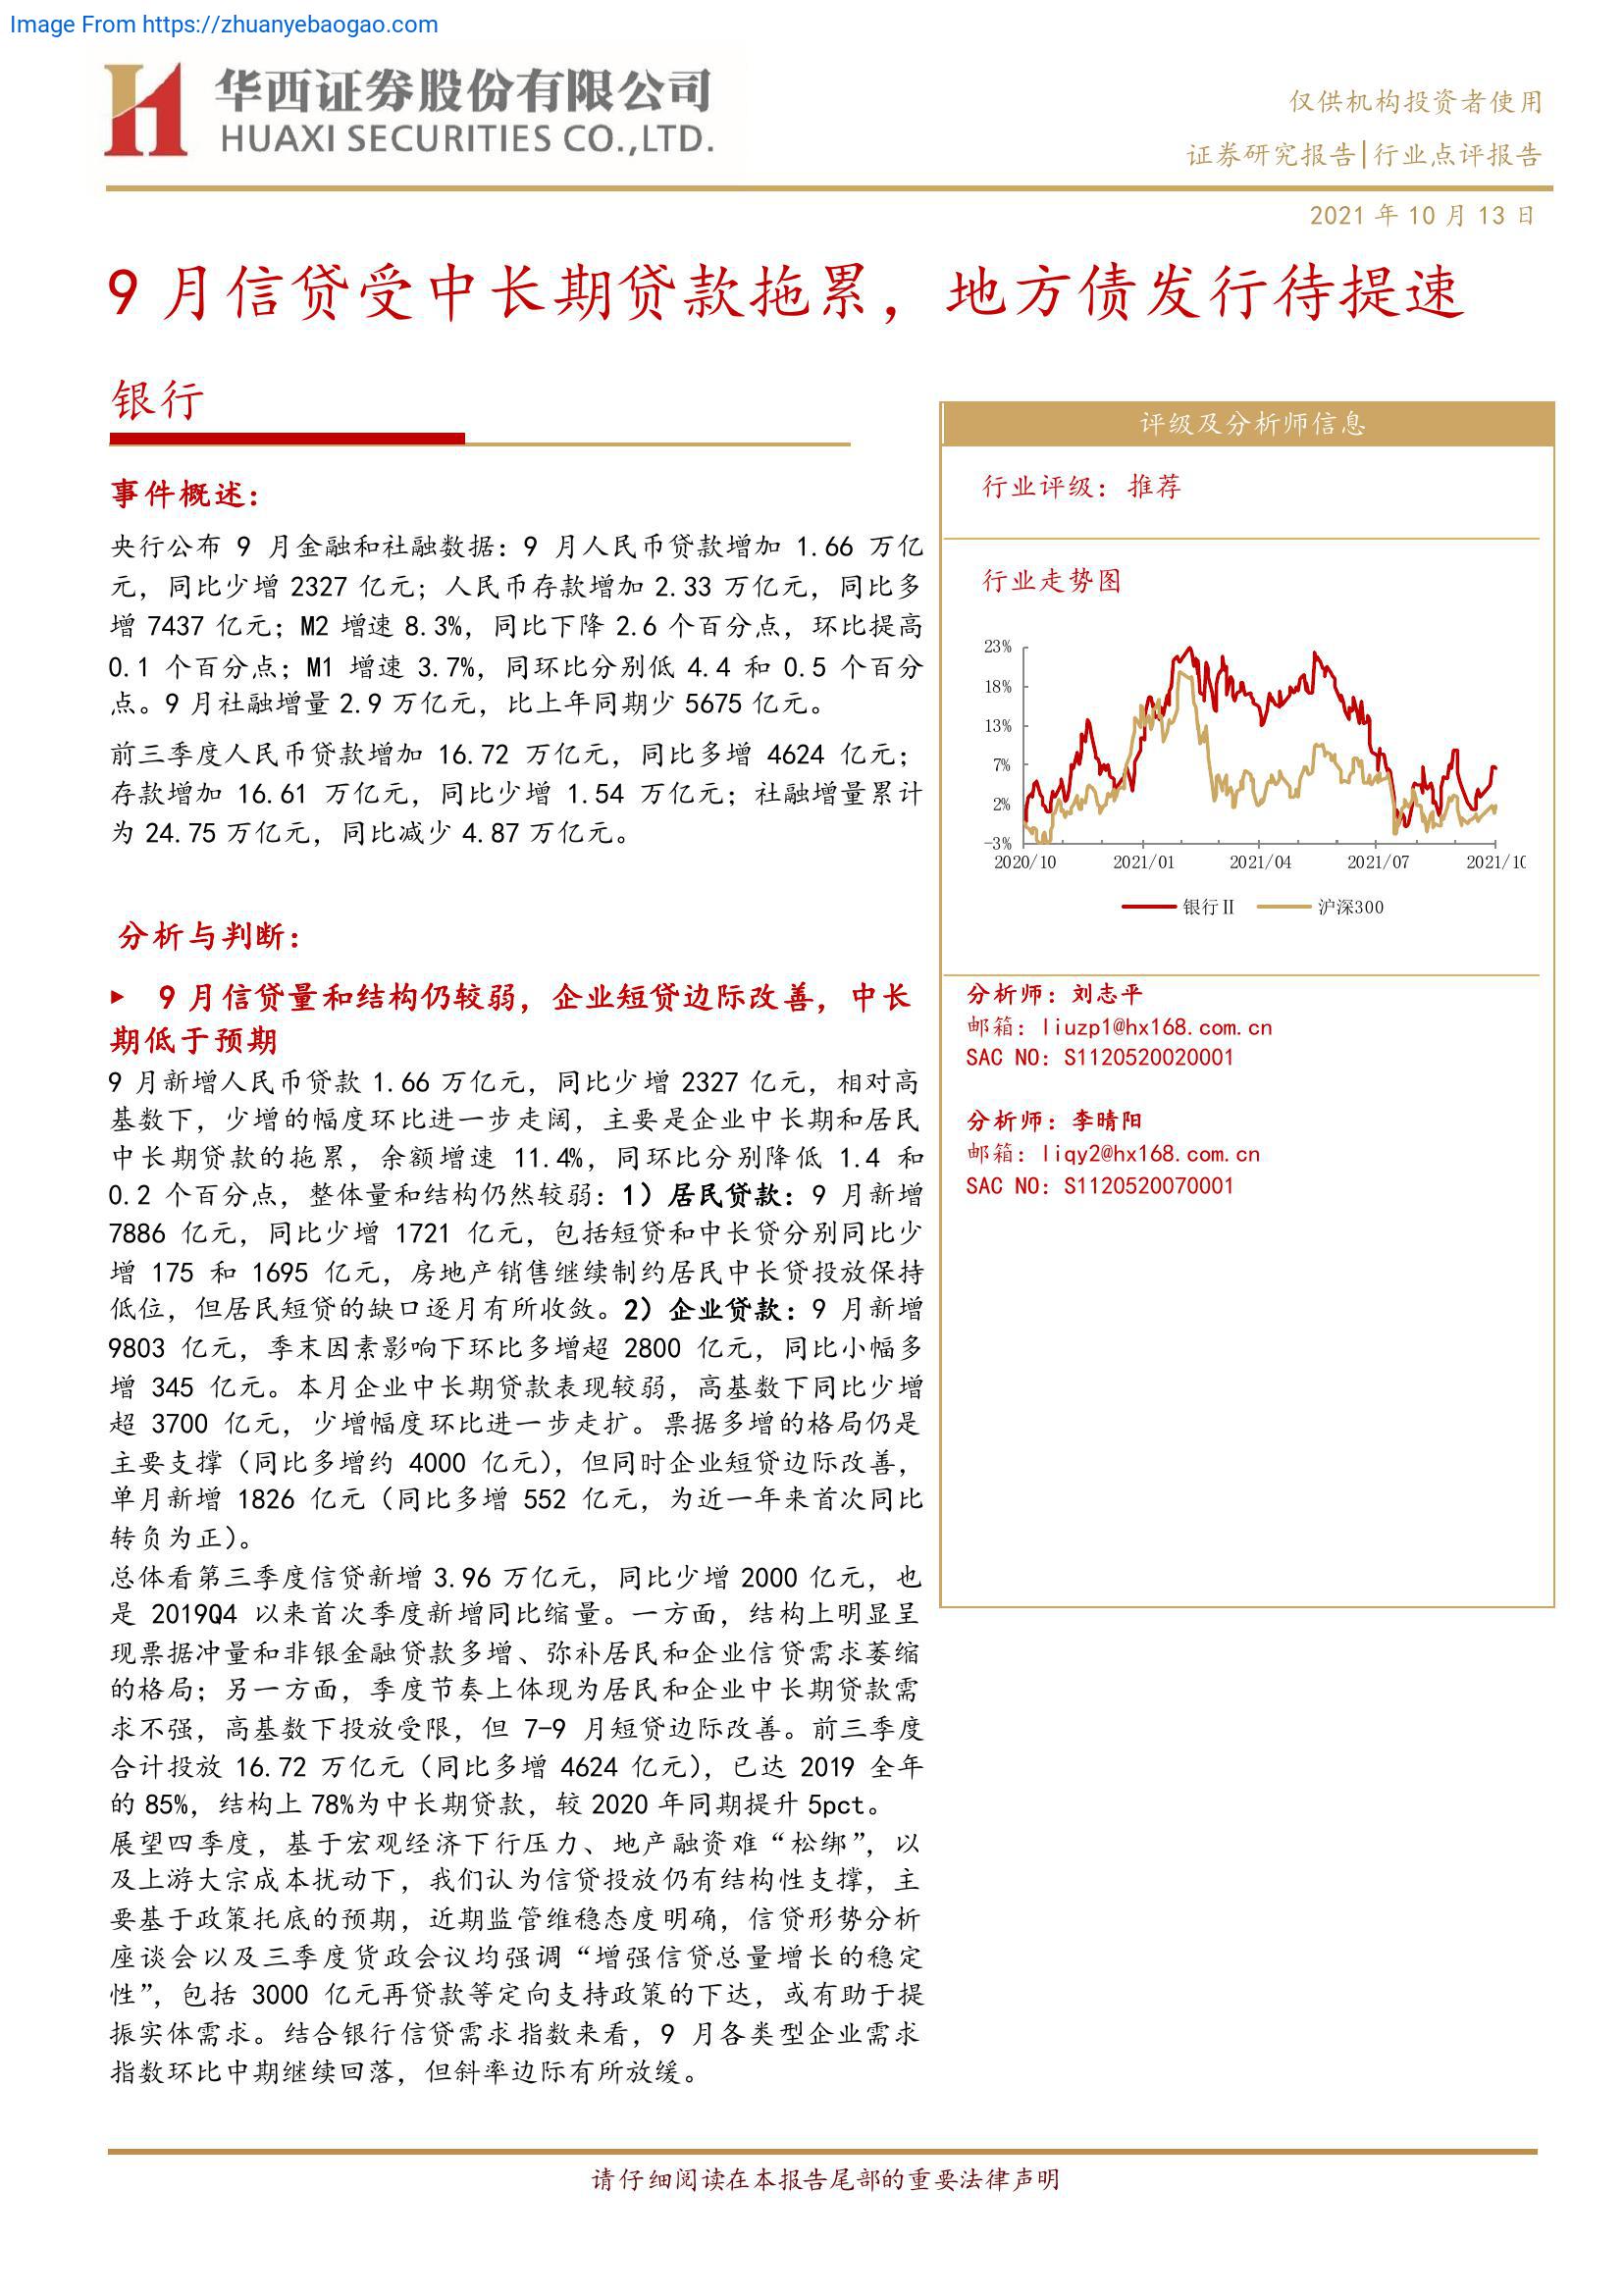 Image From https://zhuanyebaogao.com
华西证券股份有限公司
HUAXI SECURITIES CO.,LTD.
仅供机构投资者使用
证券研究报告|行业点评报告
2021 年 10 月 13 日
9 月信贷受中长期贷款拖累，地方债发行待提速
银行
事件概述：
央行公布 9 月金融和社融数据：9 月人民币贷款增加 1.66 万亿
元，同比少增 2327 亿元；人民币存款增加 2.33 万亿元，同比多
增 7437 亿元；M2 增速 8.3%，同比下降 2.6 个百分点，环比提高
0.1 个百分点；M1 增速 3.7%，同环比分别低 4.4 和 0.5 个百分
点。9 月社融增量 2.9 万亿元，比上年同期少 5675 亿元。
前三季度人民币贷款增加 16.72 万亿元，同比多增 4624 亿元；
存款增加 16.61 万亿元，同比少增 1.54 万亿元；社融增量累计
为 24.75 万亿元，同比减少 4.87 万亿元。
分析与判断：
▶ 9 月信贷量和结构仍较弱，企业短贷边际改善，中长
期低于预期
9 月新增人民币贷款 1.66 万亿元，同比少增 2327 亿元，相对高
基数下，少增的幅度环比进一步走阔，主要是企业中长期和居民
中长期贷款的拖累，余额增速 11.4%，同环比分别降低 1.4 和
0.2 个百分点，整体量和结构仍然较弱：1）居民贷款：9 月新增
7886 亿元，同比少增 1721 亿元，包括短贷和中长贷分别同比少
增 175 和 1695 亿元，房地产销售继续制约居民中长贷投放保持
低位，但居民短贷的缺口逐月有所收敛。2）企业贷款：9 月新增
9803 亿元，季末因素影响下环比多增超 2800 亿元，同比小幅多
增 345 亿元。本月企业中长期贷款表现较弱，高基数下同比少增
超 3700 亿元，少增幅度环比进一步走扩。票据多增的格局仍是
主要支撑（同比多增约 4000 亿元），但同时企业短贷边际改善，
单月新增 1826 亿元（同比多增 552 亿元，为近一年来首次同比
转负为正）。
总体看第三季度信贷新增 3.96 万亿元，同比少增 2000 亿元，也
是 2019Q4 以来首次季度新增同比缩量。一方面，结构上明显呈
现票据冲量和非银金融贷款多增、弥补居民和企业信贷需求萎缩
的格局；另一方面，季度节奏上体现为居民和企业中长期贷款需
求不强，高基数下投放受限，但 7-9 月短贷边际改善。前三季度
合计投放 16.72 万亿元（同比多增 4624 亿元），已达 2019 全年
的 85%，结构上 78%为中长期贷款，较 2020 年同期提升 5pct。
展望四季度，基于宏观经济下行压力、地产融资难“松绑”，以
及上游大宗成本扰动下，我们认为信贷投放仍有结构性支撑，主
要基于政策托底的预期，近期监管维稳态度明确，信贷形势分析
座谈会以及三季度货政会议均强调“增强信贷总量增长的稳定
性”，包括 3000 亿元再贷款等定向支持政策的下达，或有助于提
振实体需求。结合银行信贷需求指数来看，9 月各类型企业需求
指数环比中期继续回落，但斜率边际有所放缓。
评级及分析师信息
行业评级：推荐
行业走势图
23%
18%
13%
7%
2%
-3%
2020/10 2021/01 2021/04 2021/07 2021/10
银行Ⅱ 沪深300
分析师：刘志平
邮箱：liuzp1@hx168.com.cn
SAC NO：S1120520020001
分析师：李晴阳
邮箱：liqy2@hx168.com.cn
SAC NO：S1120520070001
请仔细阅读在本报告尾部的重要法律声明